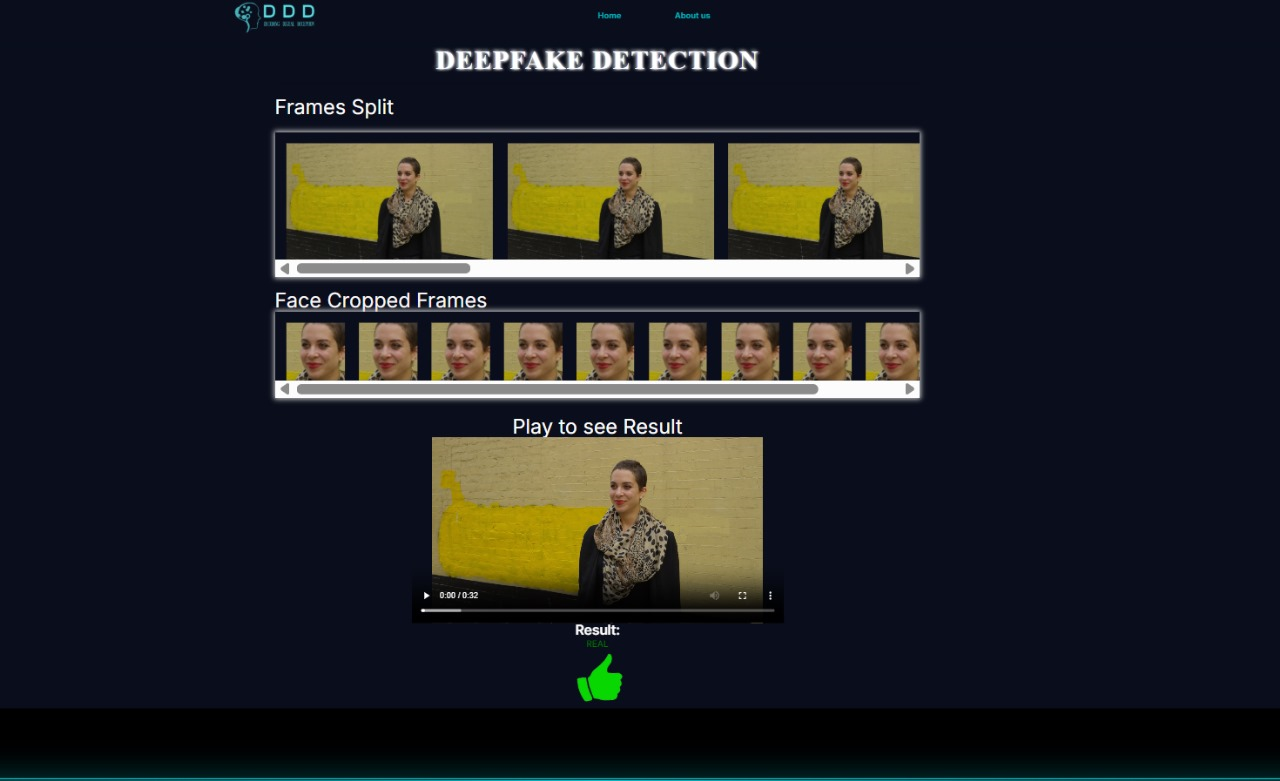 DDD
Home
About us
DEEPFAKE DETECTION
Frames Split
Face Cropped Frames
Play to see Result
0:00 / 0:32
Result:
REAL